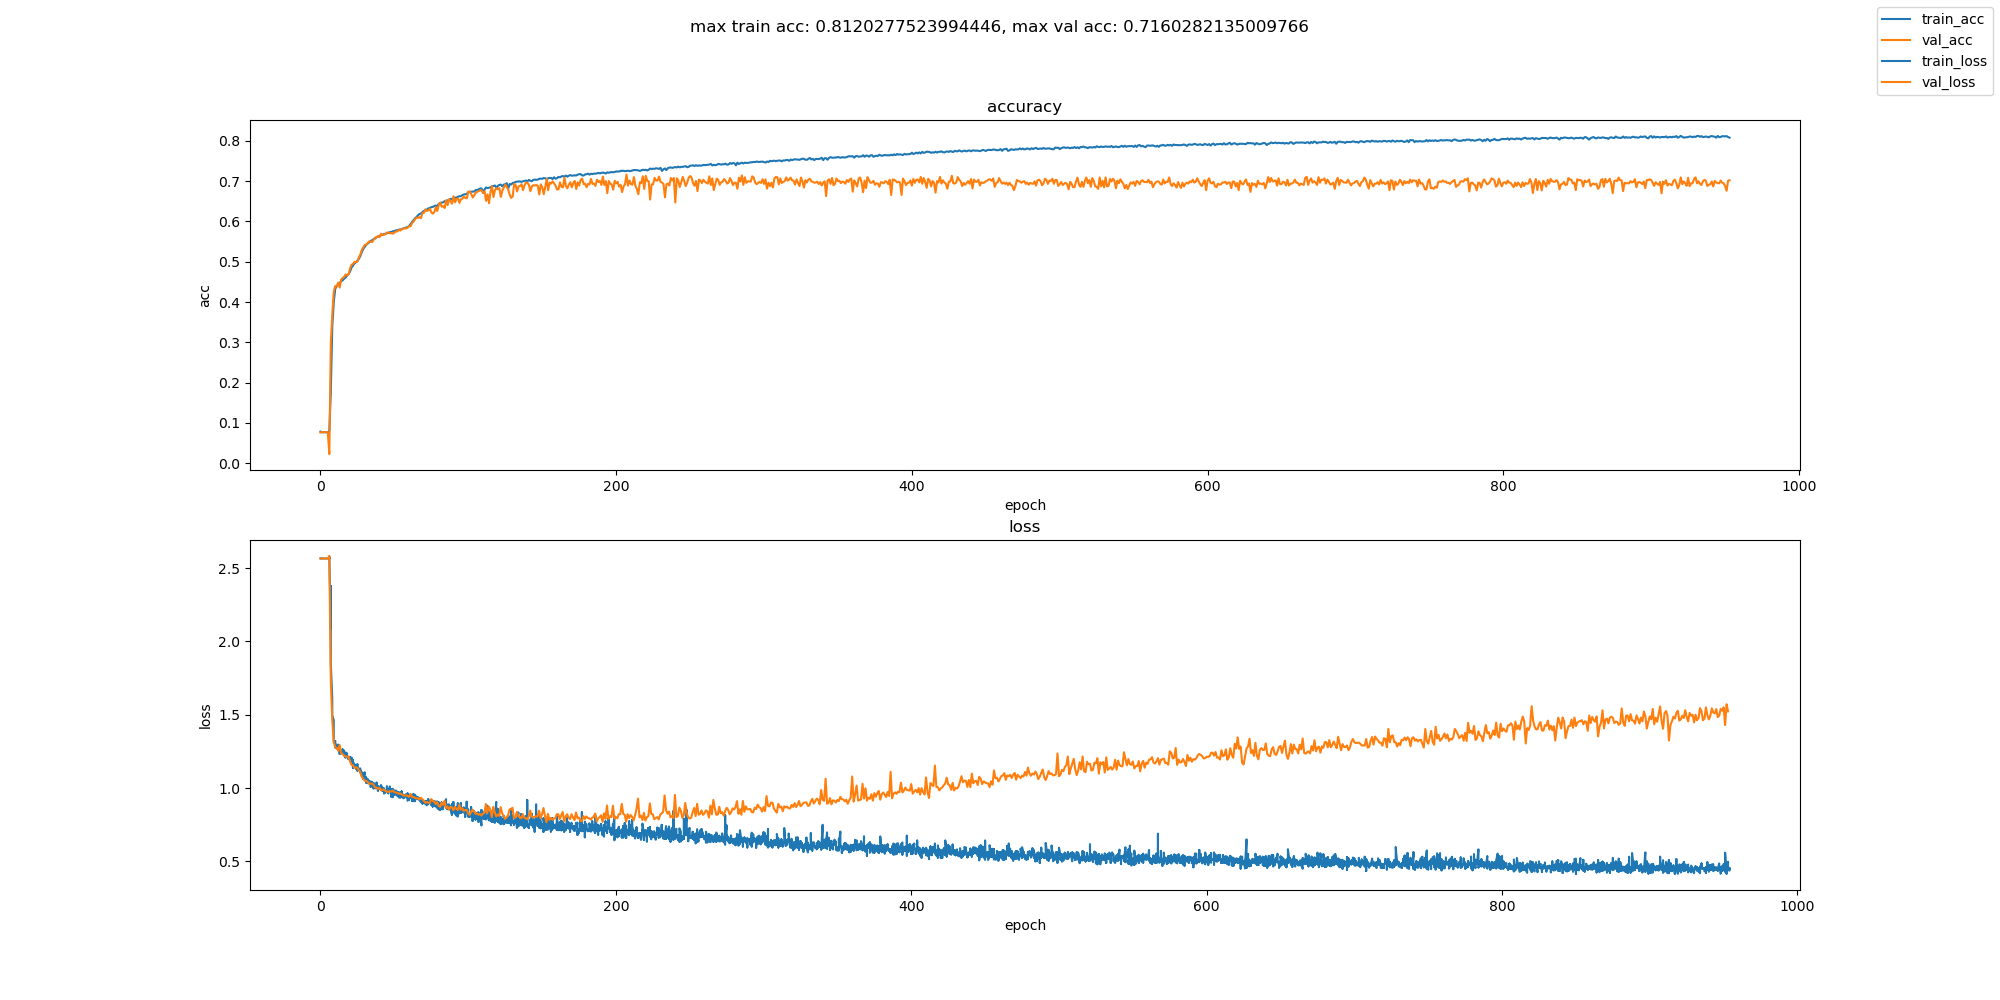 max train acc: 0.8120277523994446, max val acc: 0.7160282135009766
train_acc
val_acc
train_loss
val_loss
accuracy
0.8
0.7
0.6
0.5
0.4
0.3
0.2
0.1
0.0
acc
0 200 400 600 800 1000
epoch
loss
2.5
2.0
1.5
1.0
0.5
loss
0 200 400 600 800 1000
epoch